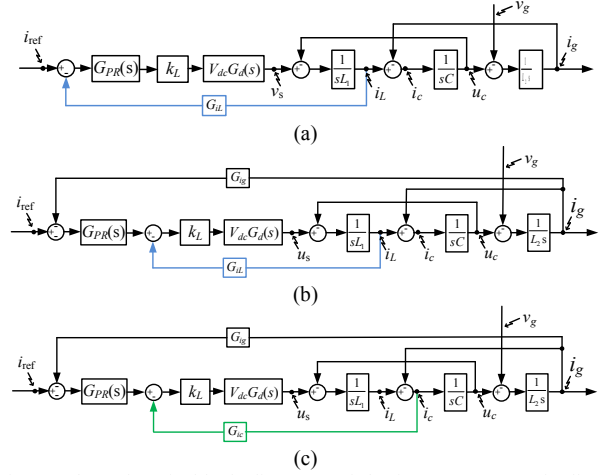 v_g
i_ref
i_g
G_PR(s) k_L V_dc G_d(s) 1/sL_1 1/sC
v_s i_L i_c u_c
G_iL
(a)
G_ig
v_g
i_ref
i_g
G_PR(s) k_L V_dc G_d(s) 1/sL_1 1/sC 1/L_2 s
u_s i_L i_c u_c
G_iL
(b)
v_g
G_ig
i_ref
i_g
G_PR(s) k_L V_dc G_d(s) 1/sL_1 1/sC 1/L_2 s
u_s i_L i_c u_c
G_ic
(c)